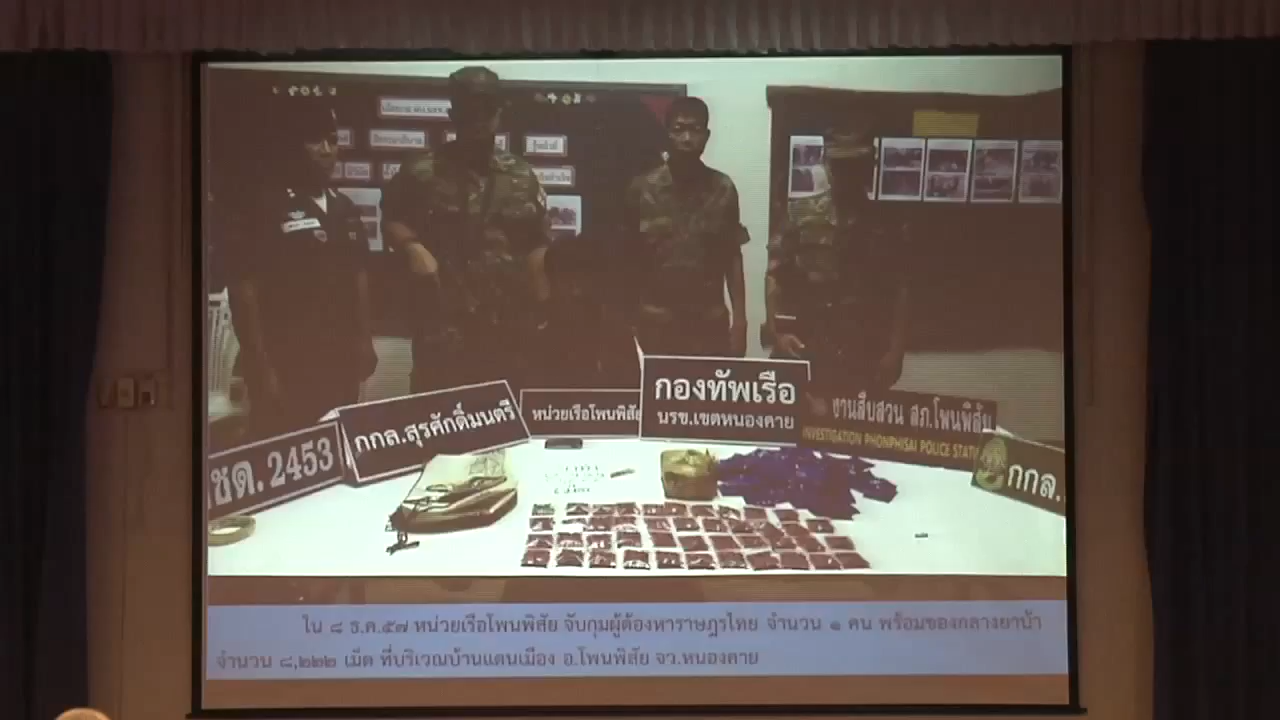 ชด. 2453
กกล.สุรศักดิ์มนตรี
หน่วยเรือโพนพิสัย
กองทัพเรือ
นรข.เขตหนองคาย
งานสืบสวน สภ.โพนพิสัย
INVESTIGATION PHONPHISAI POLICE STATI
กกล.
ใน ๘ ธ.ค.๕๗ หน่วยเรือโพนพิสัย จับกุมผู้ต้องหาราษฎรไทย จำนวน ๑ คน พร้อมของกลางยาบ้า
จำนวน ๘,๒๒๒ เม็ด ที่บริเวณบ้านแดนเมือง อ.โพนพิสัย จว.หนองคาย